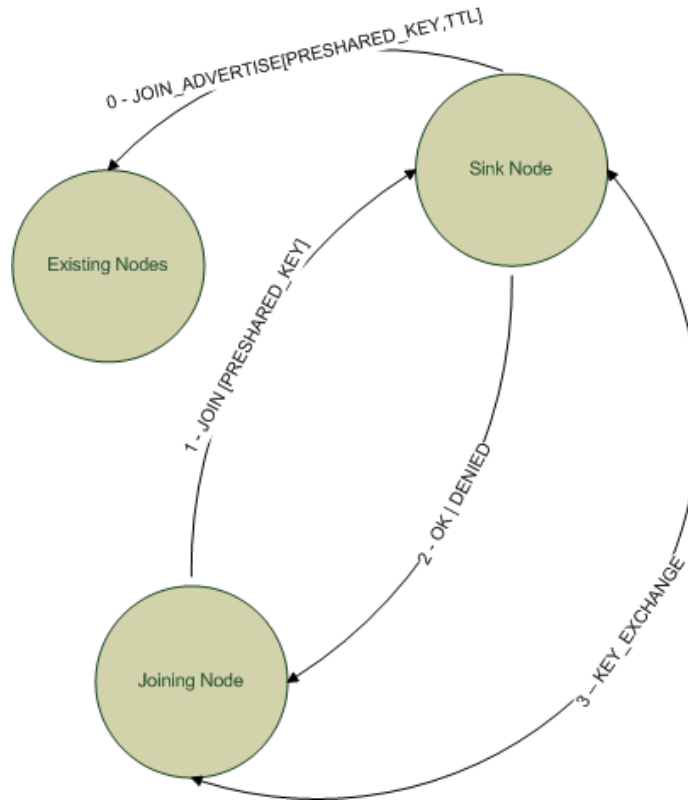 0 - JOIN_ADVERTISE[PRESHARED_KEY,TTL]
Sink Node
Existing Nodes
1 - JOIN [PRESHARED_KEY]
2 - OK | DENIED
3 – KEY_EXCHANGE
Joining Node